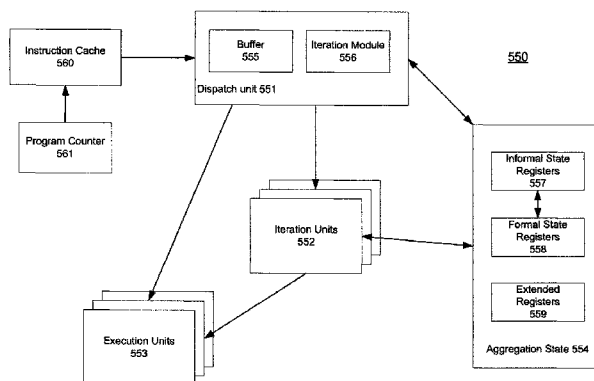 550
Instruction Cache
560
Program Counter
561
Buffer
555
Iteration Module
556
Dispatch unit 551
Iteration Units
552
Execution Units
553
Informal State
Registers
557
Formal State
Registers
558
Extended
Registers
559
Aggregation State 554